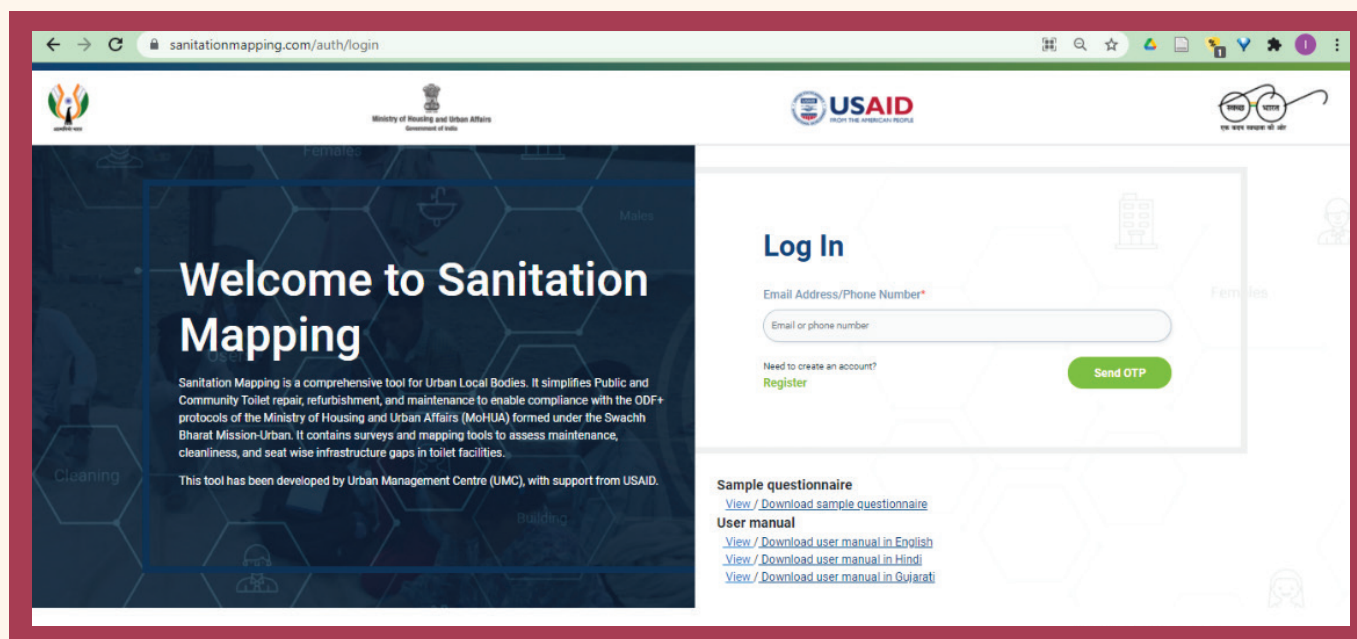 sanitationmapping.com/auth/login
1
I
Ministry of Housing and Urban Affairs
Government of India
USAID
FROM THE AMERICAN PEOPLE
स्वच्छ भारत
एक कदम स्वच्छता की ओर
Females
Males
Users
Cleaning
Building
Welcome to Sanitation
Mapping
Sanitation Mapping is a comprehensive tool for Urban Local Bodies. It simplifies Public and
Community Toilet repair, refurbishment, and maintenance to enable compliance with the ODF+
protocols of the Ministry of Housing and Urban Affairs (MoHUA) formed under the Swachh
Bharat Mission-Urban. It contains surveys and mapping tools to assess maintenance,
cleanliness, and seat wise infrastructure gaps in toilet facilities.
This tool has been developed by Urban Management Centre (UMC), with support from USAID.
Log In
Email Address/Phone Number*
Email or phone number
Need to create an account?
Register
Send OTP
Females
Sample questionnaire
View / Download sample questionnaire
User manual
View / Download user manual in English
View / Download user manual in Hindi
View / Download user manual in Gujarati